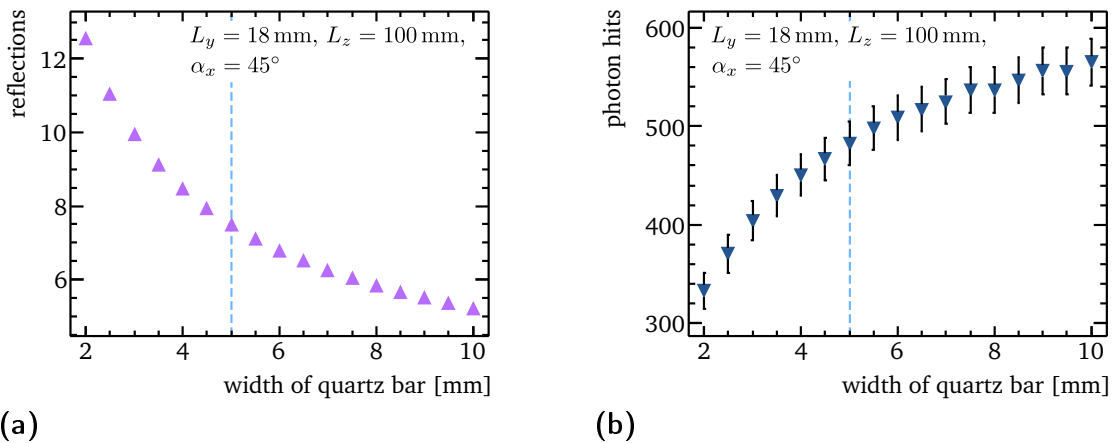 reflections
12
10
8
6
2
4
6
8
10
L_y = 18 mm, L_z = 100 mm,
α_x = 45°
width of quartz bar [mm]
(a)
photon hits
600
500
400
300
2
4
6
8
10
L_y = 18 mm, L_z = 100 mm,
α_x = 45°
width of quartz bar [mm]
(b)